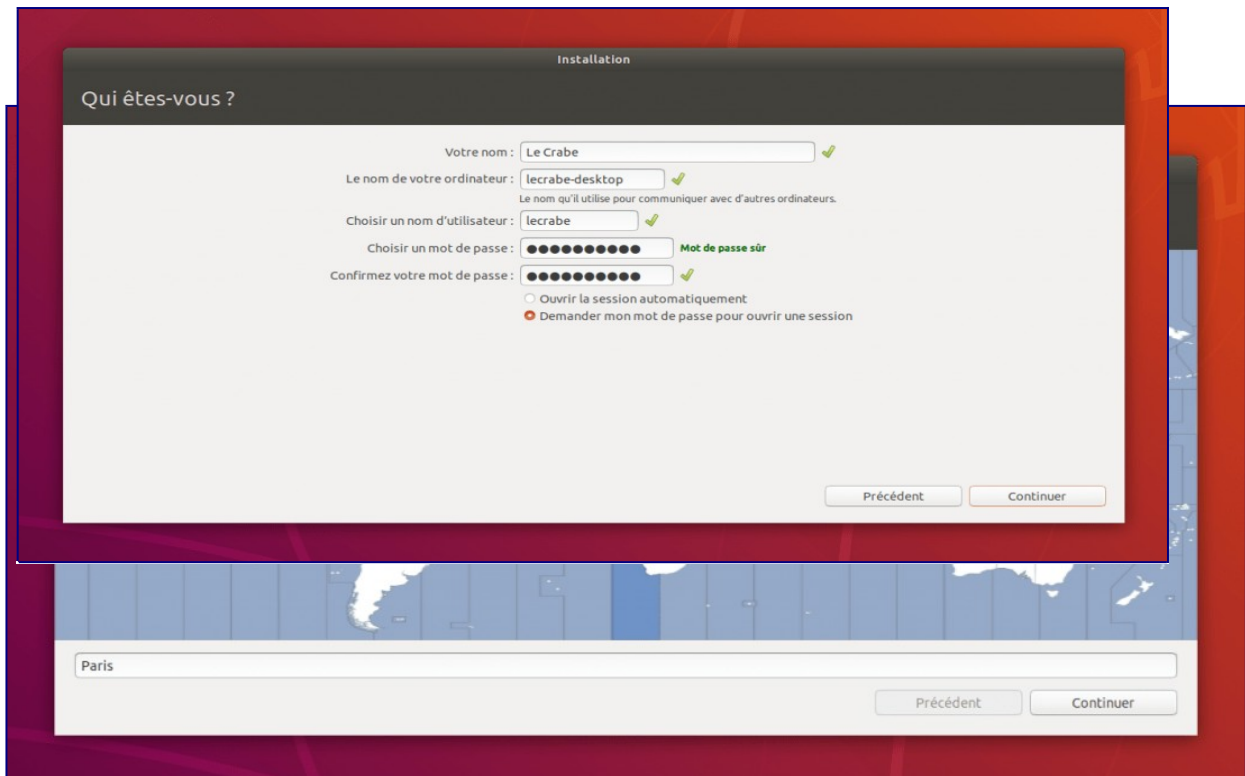 Installation
Qui êtes-vous ?
Votre nom : Le Crabe
Le nom de votre ordinateur : lecrabe-desktop
Le nom qu'il utilise pour communiquer avec d'autres ordinateurs.
Choisir un nom d'utilisateur : lecrabe
Choisir un mot de passe : ●●●●●●●●●● Mot de passe sûr
Confirmez votre mot de passe : ●●●●●●●●●●
Ouvrir la session automatiquement
Demander mon mot de passe pour ouvrir une session
Précédent Continuer
Paris
Précédent Continuer